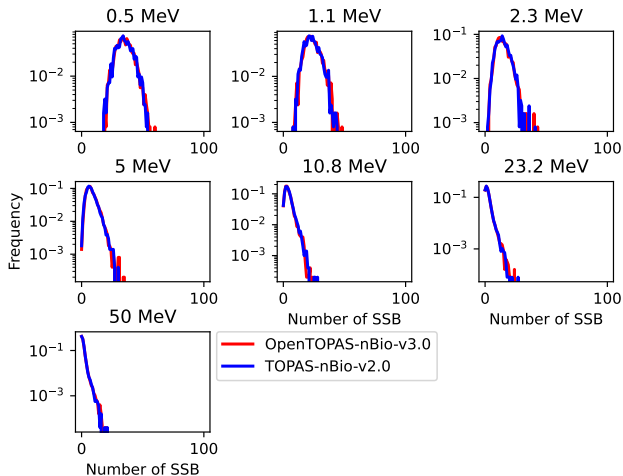 0.5 MeV
1.1 MeV
2.3 MeV
10⁻²
10⁻³
0
100
10⁻²
10⁻³
0
100
10⁻¹
10⁻²
10⁻³
0
100
5 MeV
10.8 MeV
23.2 MeV
Frequency
10⁻¹
10⁻³
0
100
10⁻¹
10⁻²
10⁻³
0
100
Number of SSB
10⁻¹
10⁻³
0
100
Number of SSB
50 MeV
10⁻¹
10⁻³
0
100
Number of SSB
OpenTOPAS-nBio-v3.0
TOPAS-nBio-v2.0